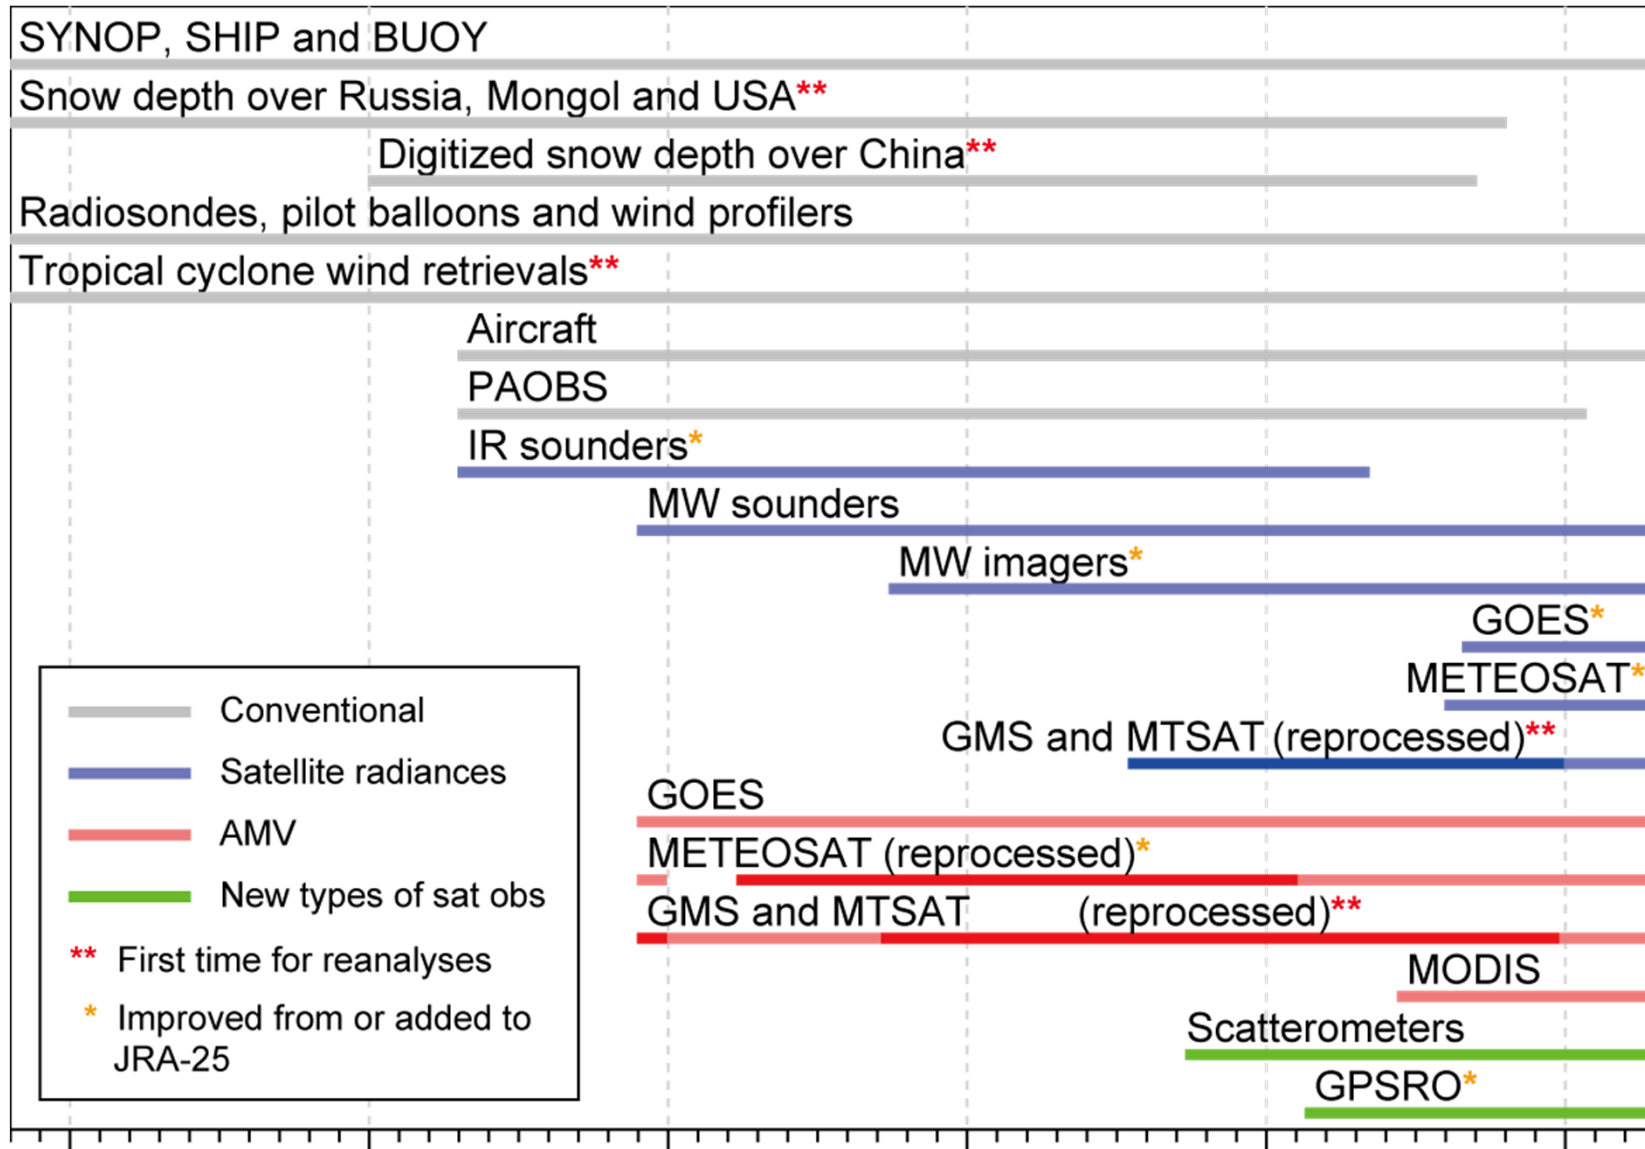 SYNOP, SHIP and BUOY
Snow depth over Russia, Mongol and USA**
Digitized snow depth over China**
Radiosondes, pilot balloons and wind profilers
Tropical cyclone wind retrievals**
Aircraft
PAOBS
IR sounders*
MW sounders
MW imagers*
GOES*
METEOSAT*
GMS and MTSAT (reprocessed)**
GOES
METEOSAT (reprocessed)*
GMS and MTSAT (reprocessed)**
MODIS
Scatterometers
GPSRO*
Conventional
Satellite radiances
AMV
New types of sat obs
** First time for reanalyses
* Improved from or added to
JRA-25